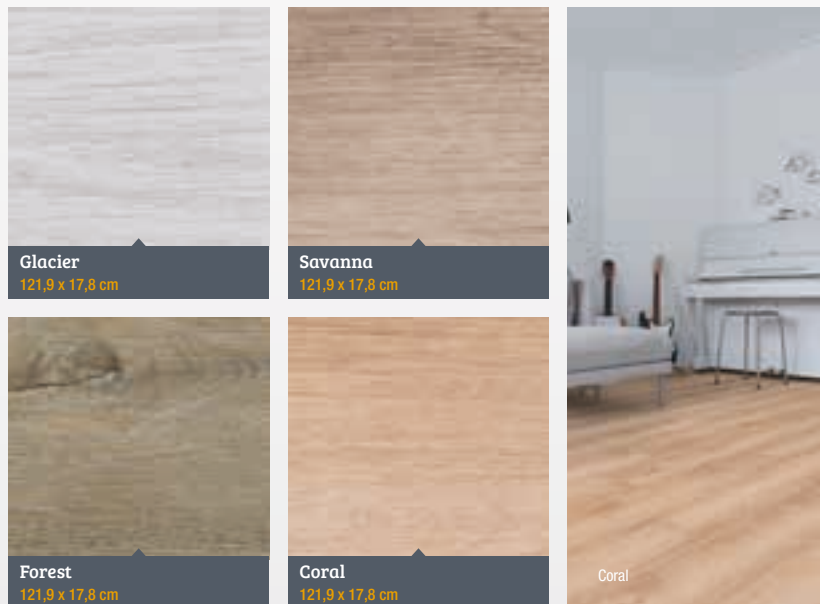 Glacier
121,9 x 17,8 cm
Savanna
121,9 x 17,8 cm
Forest
121,9 x 17,8 cm
Coral
121,9 x 17,8 cm
Coral